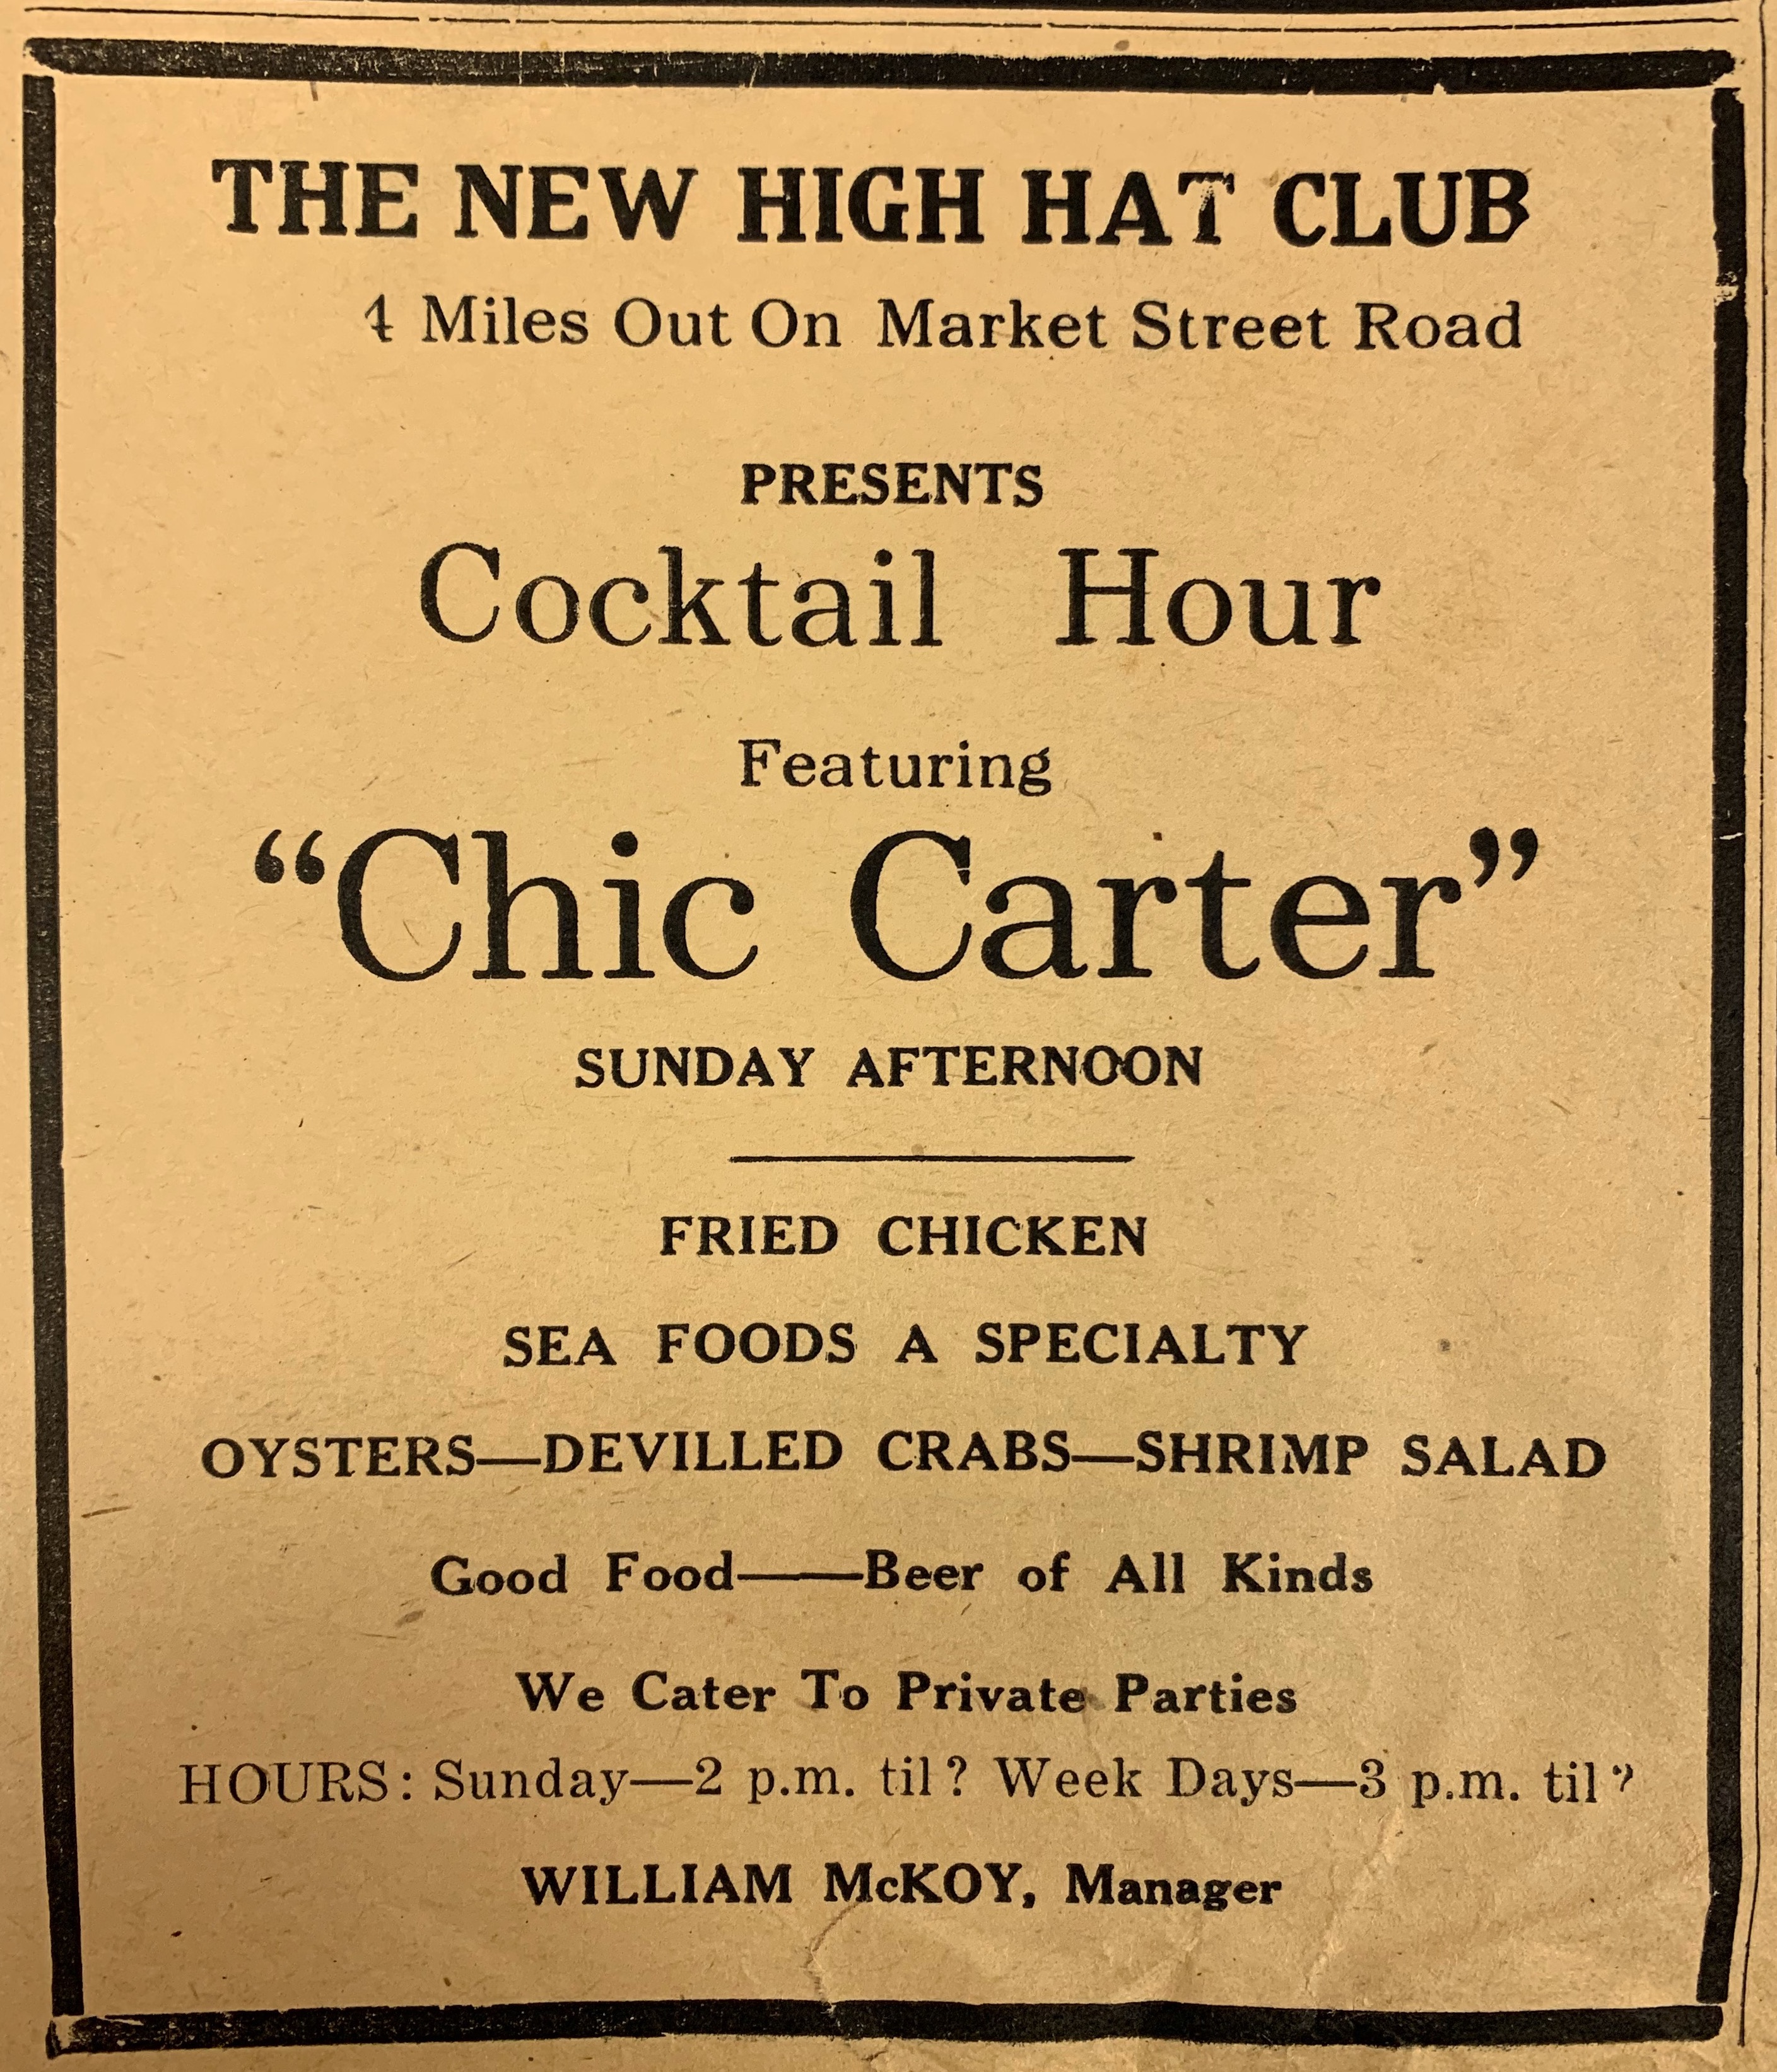 THE NEW HIGH HAT CLUB
4 Miles Out On Market Street Road
PRESENTS
Cocktail Hour
Featuring
“Chic Carter”
SUNDAY AFTERNOON
FRIED CHICKEN
SEA FOODS A SPECIALTY
OYSTERS—DEVILLED CRABS—SHRIMP SALAD
Good Food——Beer of All Kinds
We Cater To Private Parties
HOURS: Sunday—2 p.m. til? Week Days—3 p.m. til?
WILLIAM McKOY, Manager